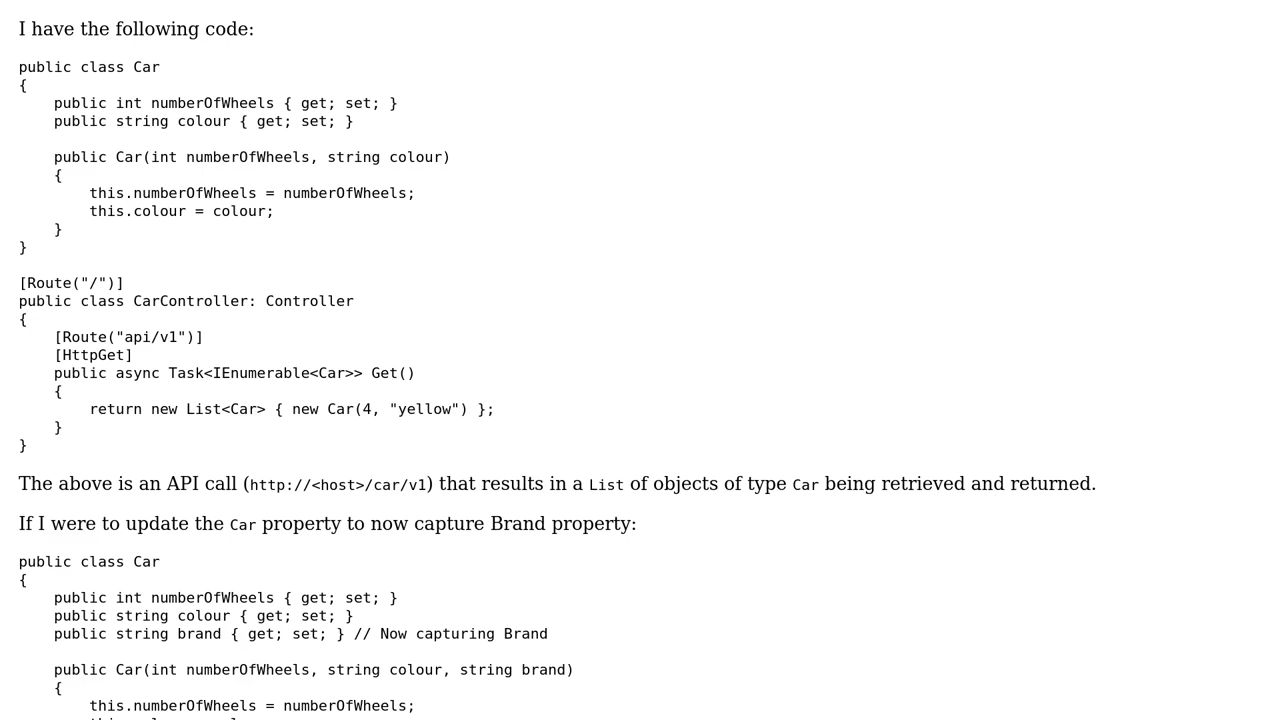 I have the following code:
public class Car
{
    public int numberOfWheels { get; set; }
    public string colour { get; set; }

    public Car(int numberOfWheels, string colour)
    {
        this.numberOfWheels = numberOfWheels;
        this.colour = colour;
    }
}

[Route("/")]
public class CarController: Controller
{
    [Route("api/v1")]
    [HttpGet]
    public async Task<IEnumerable<Car>> Get()
    {
        return new List<Car> { new Car(4, "yellow") };
    }
}
The above is an API call (http://<host>/car/v1) that results in a List of objects of type Car being retrieved and returned.
If I were to update the Car property to now capture Brand property:
public class Car
{
    public int numberOfWheels { get; set; }
    public string colour { get; set; }
    public string brand { get; set; } // Now capturing Brand

    public Car(int numberOfWheels, string colour, string brand)
    {
        this.numberOfWheels = numberOfWheels;